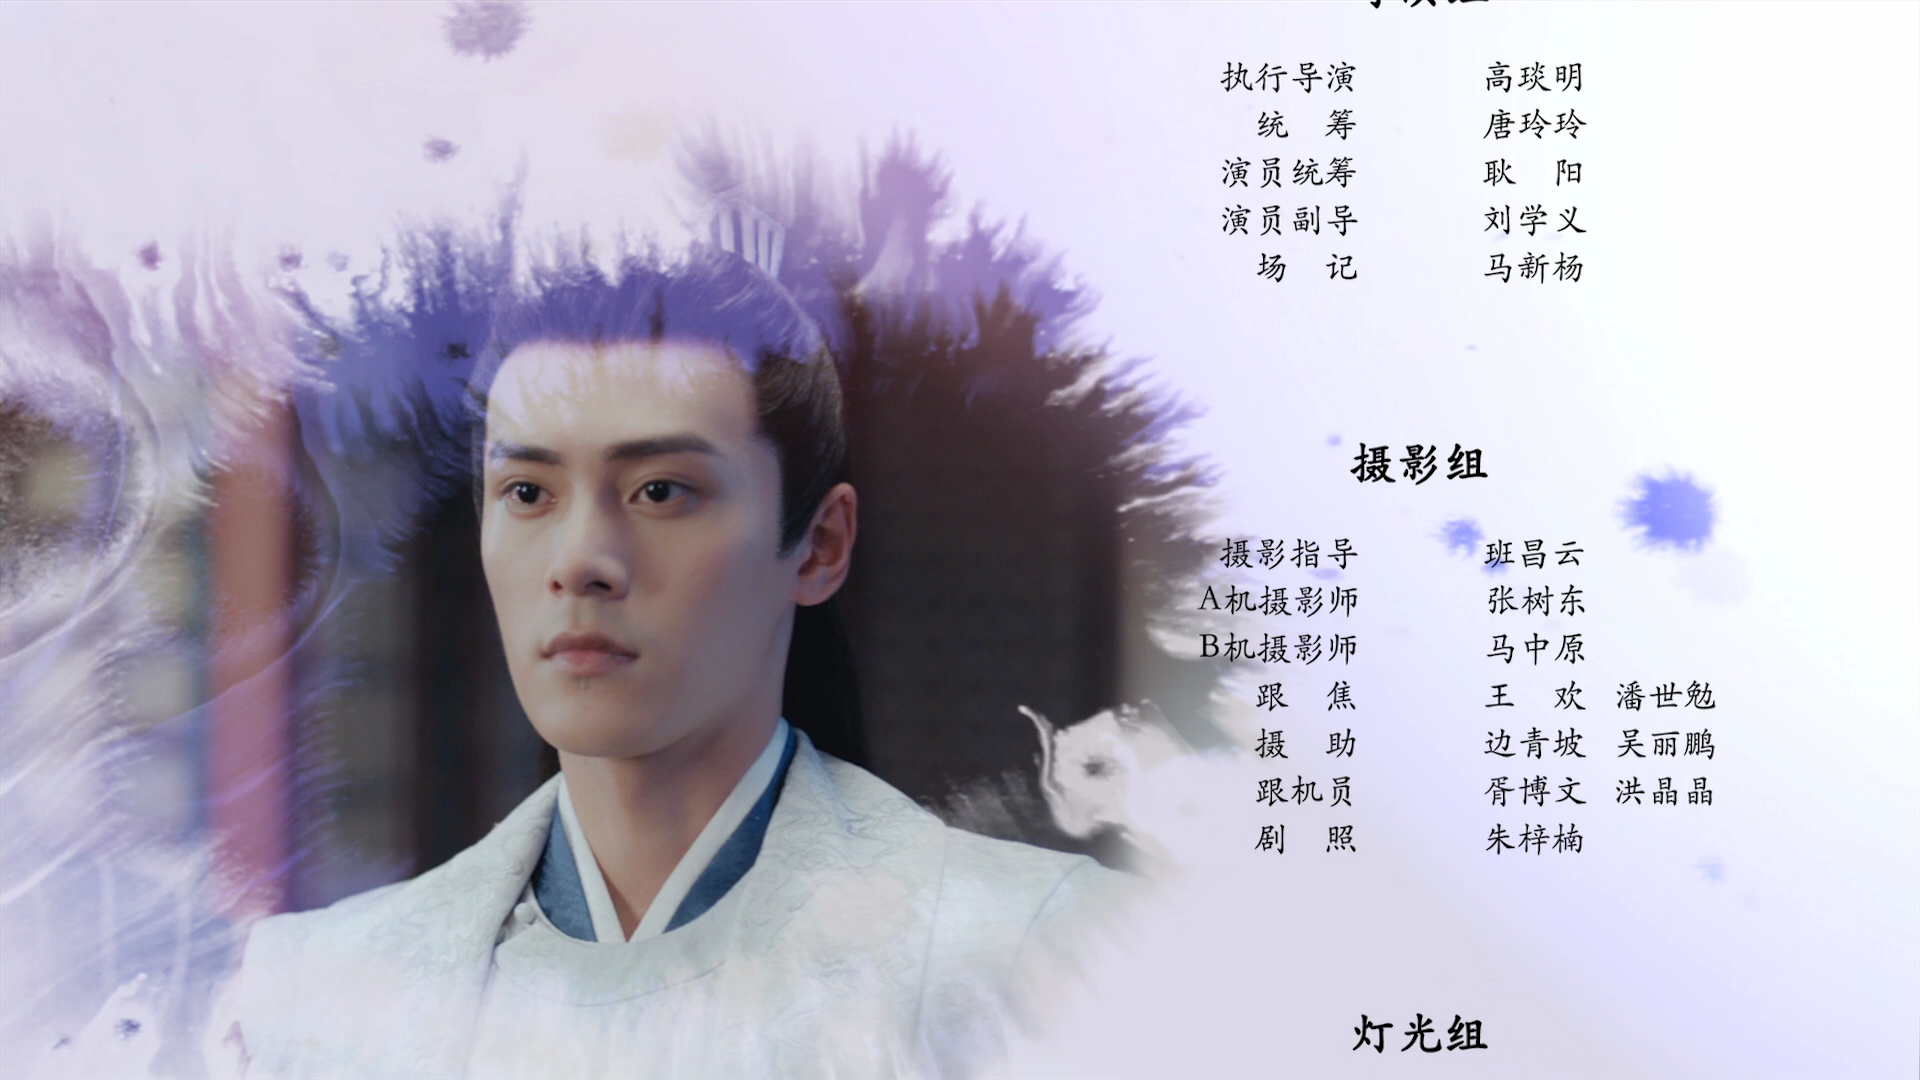 执行导演 高琰明
统 筹 唐玲玲
演员统筹 耿 阳
演员副导 刘学义
场 记 马新杨
摄影组
摄影指导 班昌云
A机摄影师 张树东
B机摄影师 马中原
跟 焦 王 欢 潘世勉
摄 助 边青坡 吴丽鹏
跟机员 胥博文 洪晶晶
剧 照 朱梓楠
灯光组